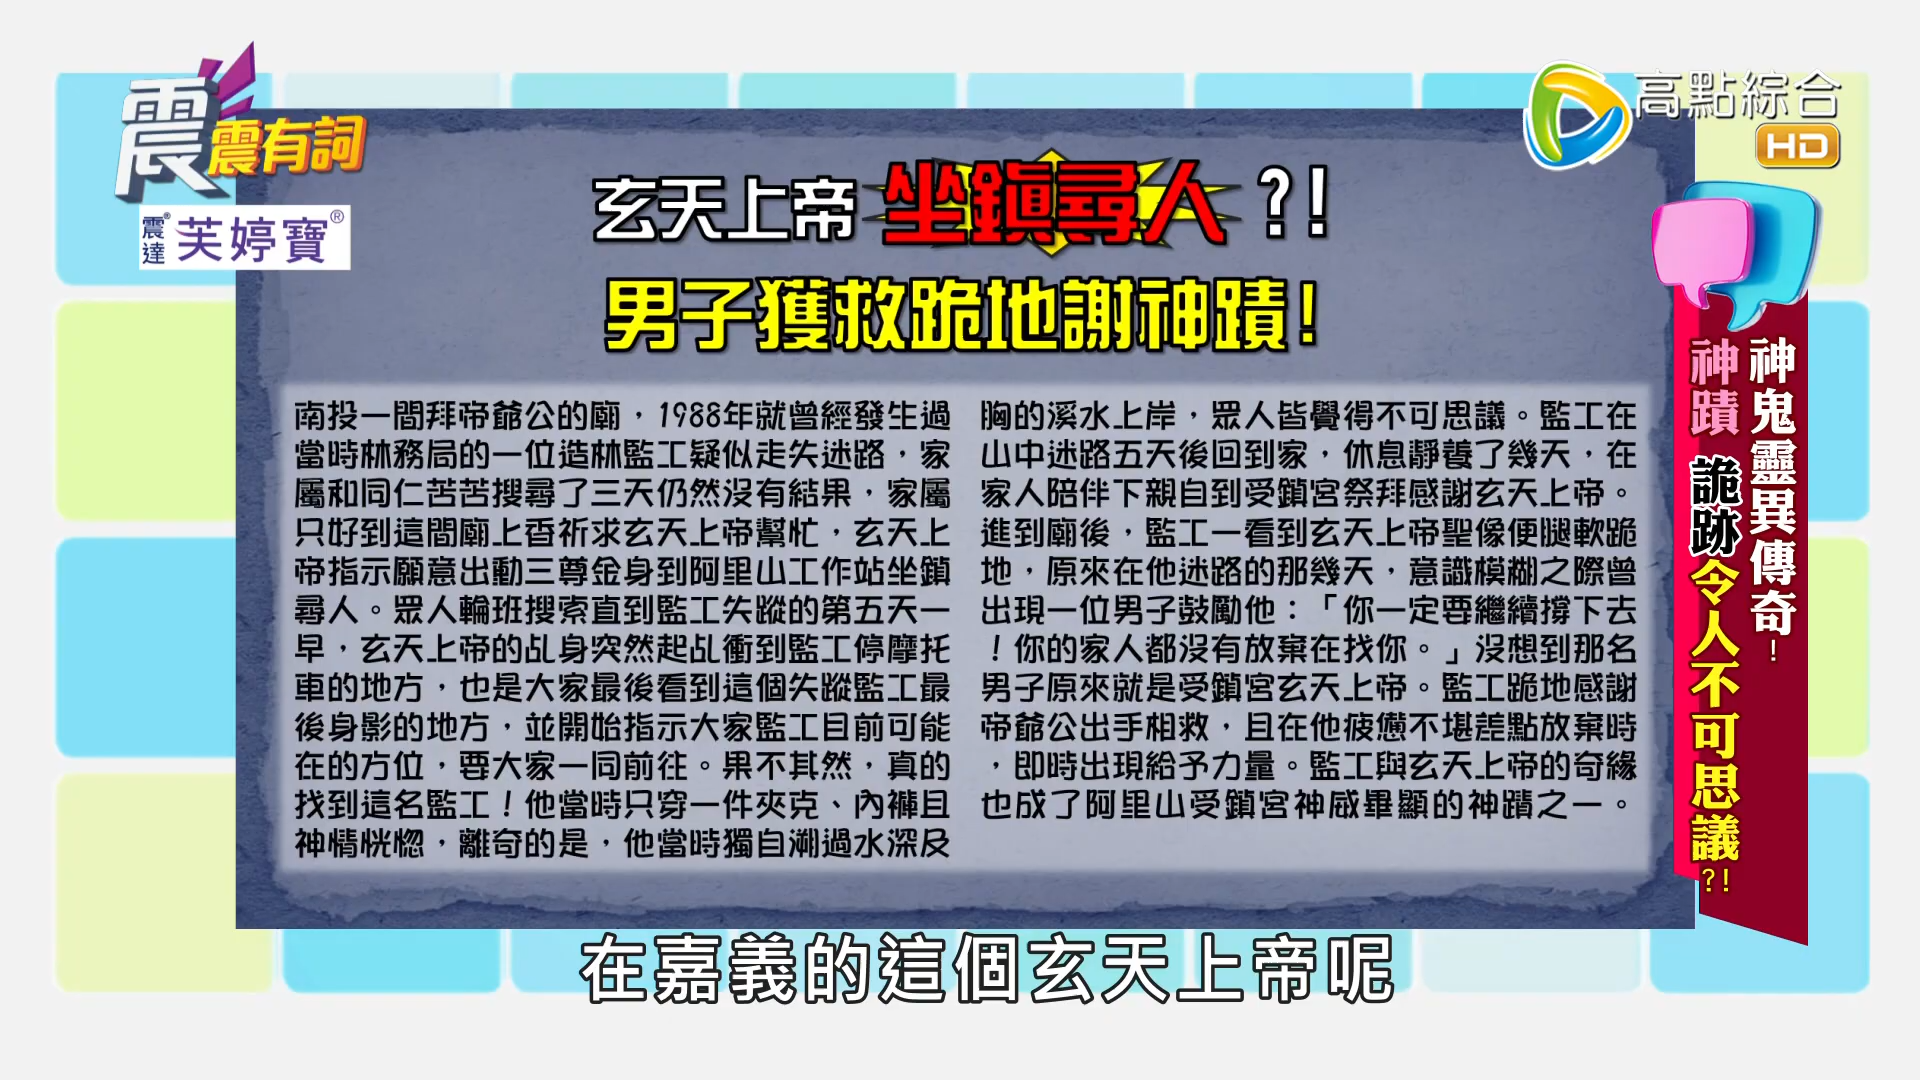 震震有詞
震達®芙婷寶®
高點綜合
HD
玄天上帝坐鎮尋人?!
男子獲救跪地謝神蹟!
南投一間拜帝爺公的廟，1988年就曾經發生過
當時林務局的一位造林監工疑似走失迷路，家
屬和同仁苦苦搜尋了三天仍然沒有結果，家屬
只好到這間廟上香祈求玄天上帝幫忙，玄天上
帝指示願意出動三尊金身到阿里山工作站坐鎮
尋人。眾人輪班搜索直到監工失蹤的第五天一
早，玄天上帝的乩身突然起乩衝到監工停摩托
車的地方，也是大家最後看到這個失蹤監工最
後身影的地方，並開始指示大家監工目前可能
在的方位，要大家一同前往。果不其然，真的
找到這名監工！他當時只穿一件夾克、內褲且
神情恍惚，離奇的是，他當時獨自溯過水深及
胸的溪水上岸，眾人皆覺得不可思議。監工在
山中迷路五天後回到家，休息靜養了幾天，在
家人陪伴下親自到受鎮宮祭拜感謝玄天上帝。
進到廟後，監工一看到玄天上帝聖像便腿軟跪
地，原來在他迷路的那幾天，意識模糊之際曾
出現一位男子鼓勵他：「你一定要繼續撐下去
！你的家人都沒有放棄在找你。」沒想到那名
男子原來就是受鎮宮玄天上帝。監工跪地感謝
帝爺公出手相救，且在他疲憊不堪差點放棄時
，即時出現給予力量。監工與玄天上帝的奇緣
也成了阿里山受鎮宮神威畢顯的神蹟之一。
神鬼靈異傳奇!
神蹟 詭跡令人不可思議?!
在嘉義的這個玄天上帝呢